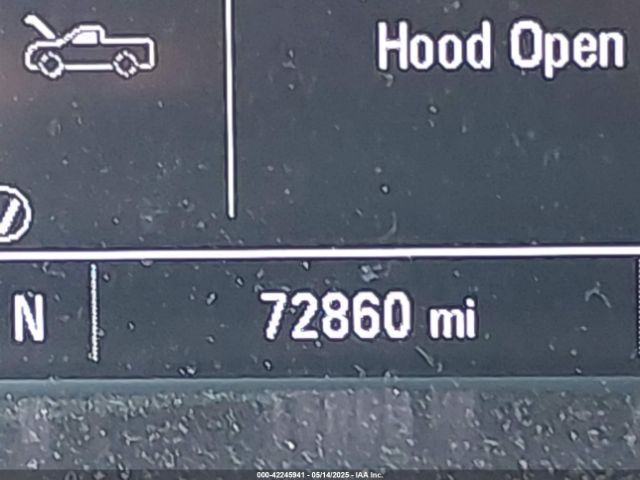 Hood Open
N
72860 mi
000-42245941 - 05/14/2025 - IAA Inc.